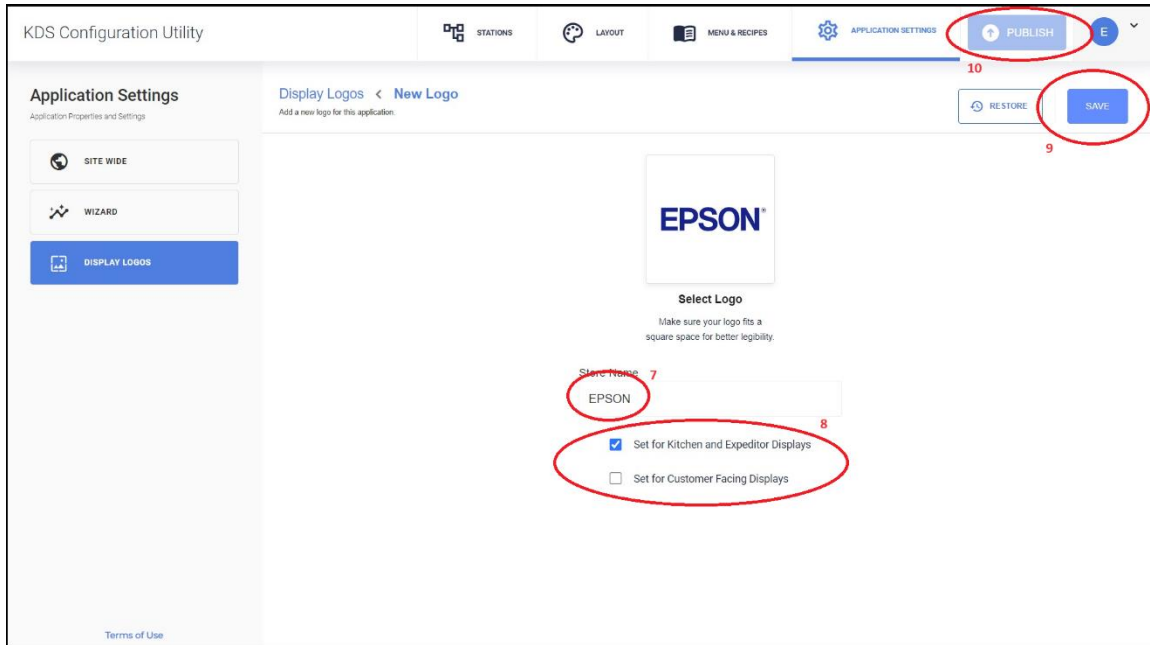 KDS Configuration Utility
STATIONS
LAYOUT
MENU & RECIPES
APPLICATION SETTINGS
PUBLISH
E
10
Application Settings
Application Properties and Settings
SITE WIDE
WIZARD
DISPLAY LOGOS
Display Logos < New Logo
Add a new logo for this application.
RESTORE
SAVE
9
EPSON®
Select Logo
Make sure your logo fits a
square space for better legibility.
Store Name 7
EPSON
8
Set for Kitchen and Expeditor Displays
Set for Customer Facing Displays
Terms of Use